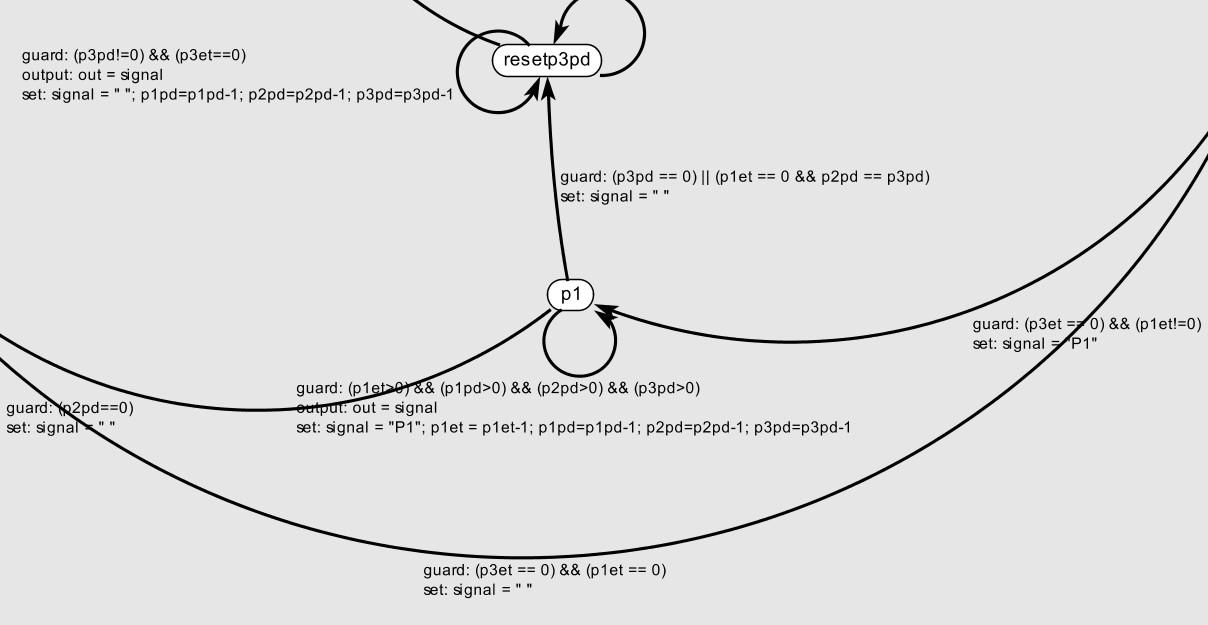 resetp3pd
guard: (p3pd!=0) && (p3et==0)
output: out = signal
set: signal = " "; p1pd=p1pd-1; p2pd=p2pd-1; p3pd=p3pd-1
guard: (p3pd == 0) || (p1et == 0 && p2pd == p3pd)
set: signal = " "
p1
guard: (p3et == 0) && (p1et!=0)
set: signal = "P1"
guard: (p1et>0) && (p1pd>0) && (p2pd>0) && (p3pd>0)
output: out = signal
set: signal = "P1"; p1et = p1et-1; p1pd=p1pd-1; p2pd=p2pd-1; p3pd=p3pd-1
guard: (p2pd==0)
set: signal = " "
guard: (p3et == 0) && (p1et == 0)
set: signal = " "